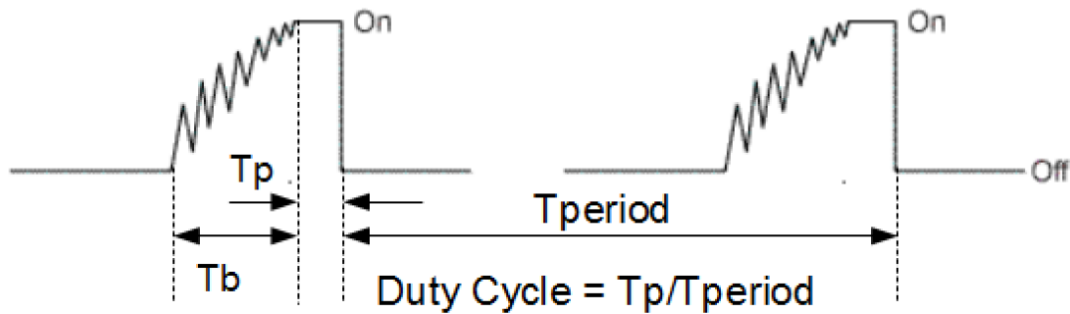 On
On
Tp
Off
Tperiod
Tb
Duty Cycle = Tp/Tperiod